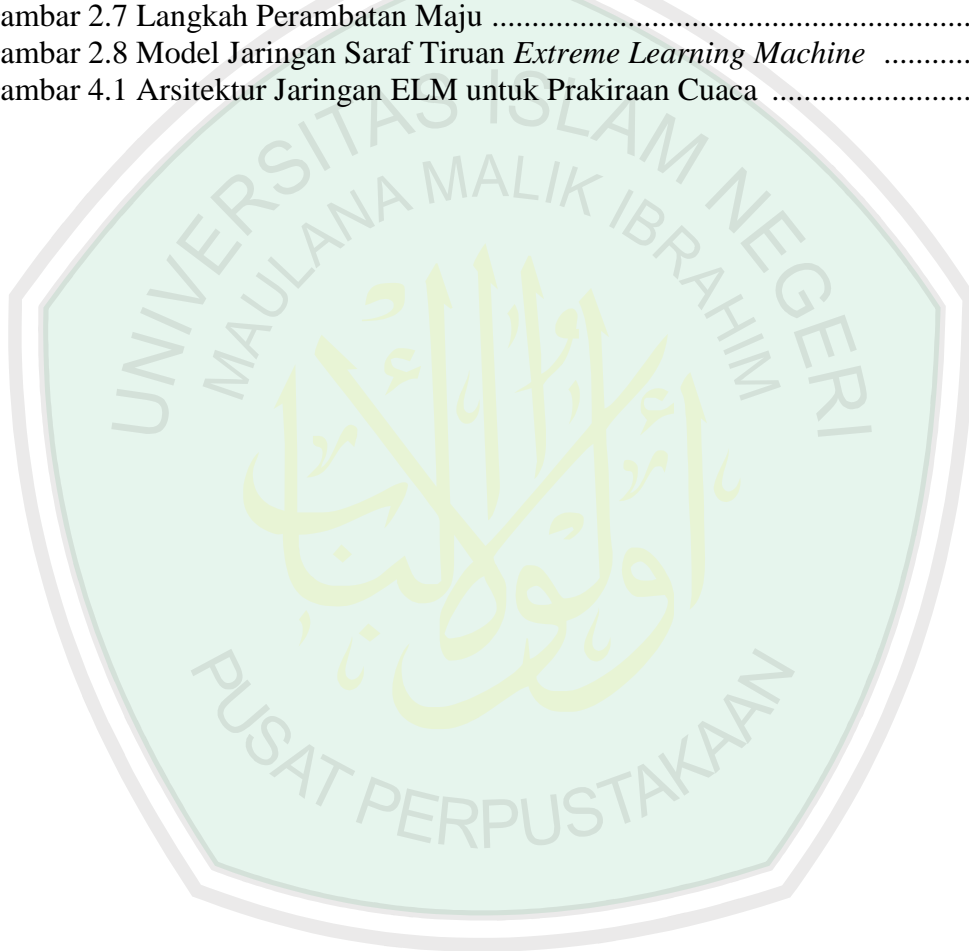 ambar 2.7 Langkah Perambatan Maju ..........................................................
ambar 2.8 Model Jaringan Saraf Tiruan Extreme Learning Machine ...........
ambar 4.1 Arsitektur Jaringan ELM untuk Prakiraan Cuaca .........................
UNIVERSITAS ISLAM NEGERI
MAULANA MALIK IBRAHIM
PUSAT PERPUSTAKAAN